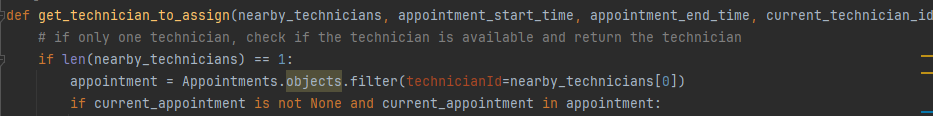 def get_technician_to_assign(nearby_technicians, appointment_start_time, appointment_end_time, current_technician_id
# if only one technician, check if the technician is available and return the technician
if len(nearby_technicians) == 1:
appointment = Appointments.objects.filter(technicianId=nearby_technicians[0])
if current_appointment is not None and current_appointment in appointment: